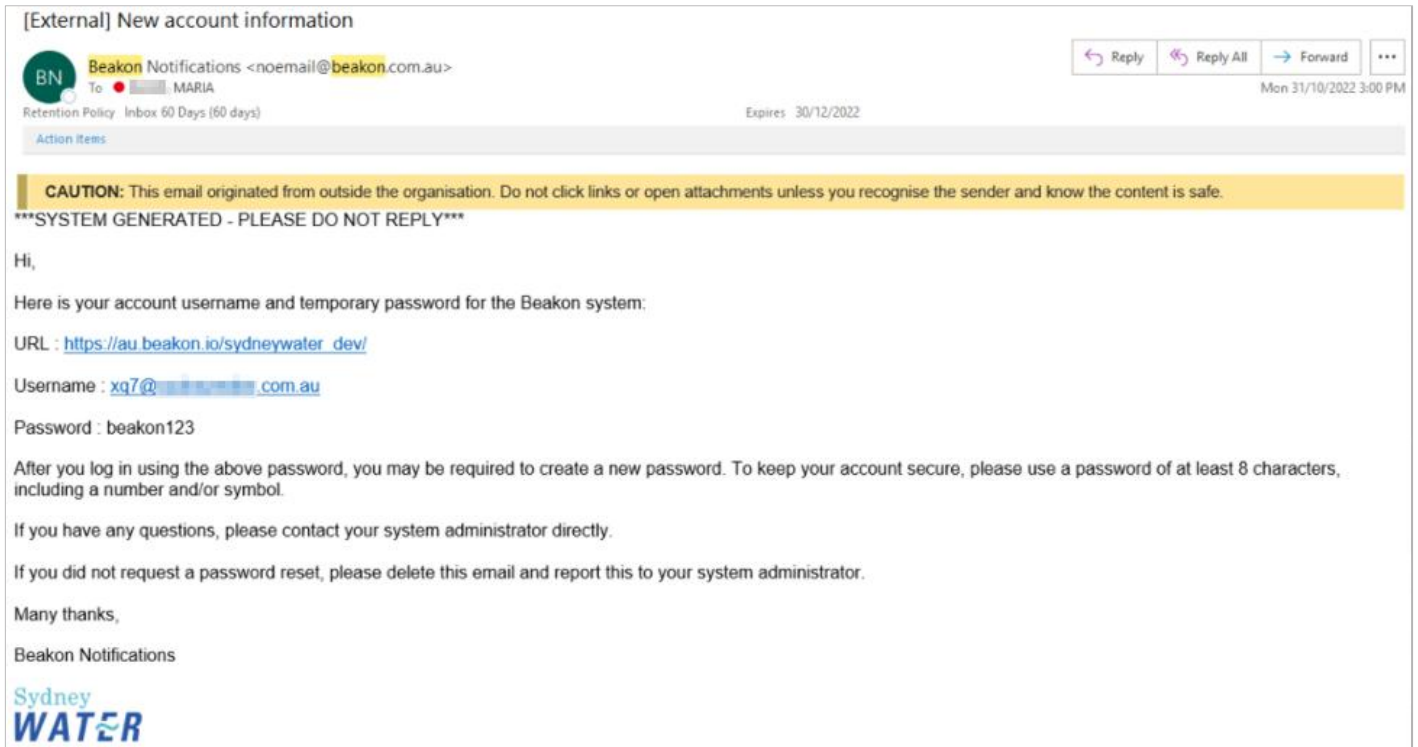 [External] New account information
BN
Beakon Notifications <noemail@beakon.com.au>
To MARIA
Reply
Reply All
Forward
Mon 31/10/2022 3:00 PM
Retention Policy Inbox 60 Days (60 days)
Expires 30/12/2022
Action Items
CAUTION: This email originated from outside the organisation. Do not click links or open attachments unless you recognise the sender and know the content is safe.
***SYSTEM GENERATED - PLEASE DO NOT REPLY***
Hi,
Here is your account username and temporary password for the Beakon system:
URL : https://au.beakon.io/sydneywater_dev/
Username : xq7@ .com.au
Password : beakon123
After you log in using the above password, you may be required to create a new password. To keep your account secure, please use a password of at least 8 characters,
including a number and/or symbol.
If you have any questions, please contact your system administrator directly.
If you did not request a password reset, please delete this email and report this to your system administrator.
Many thanks,
Beakon Notifications
Sydney
WATER